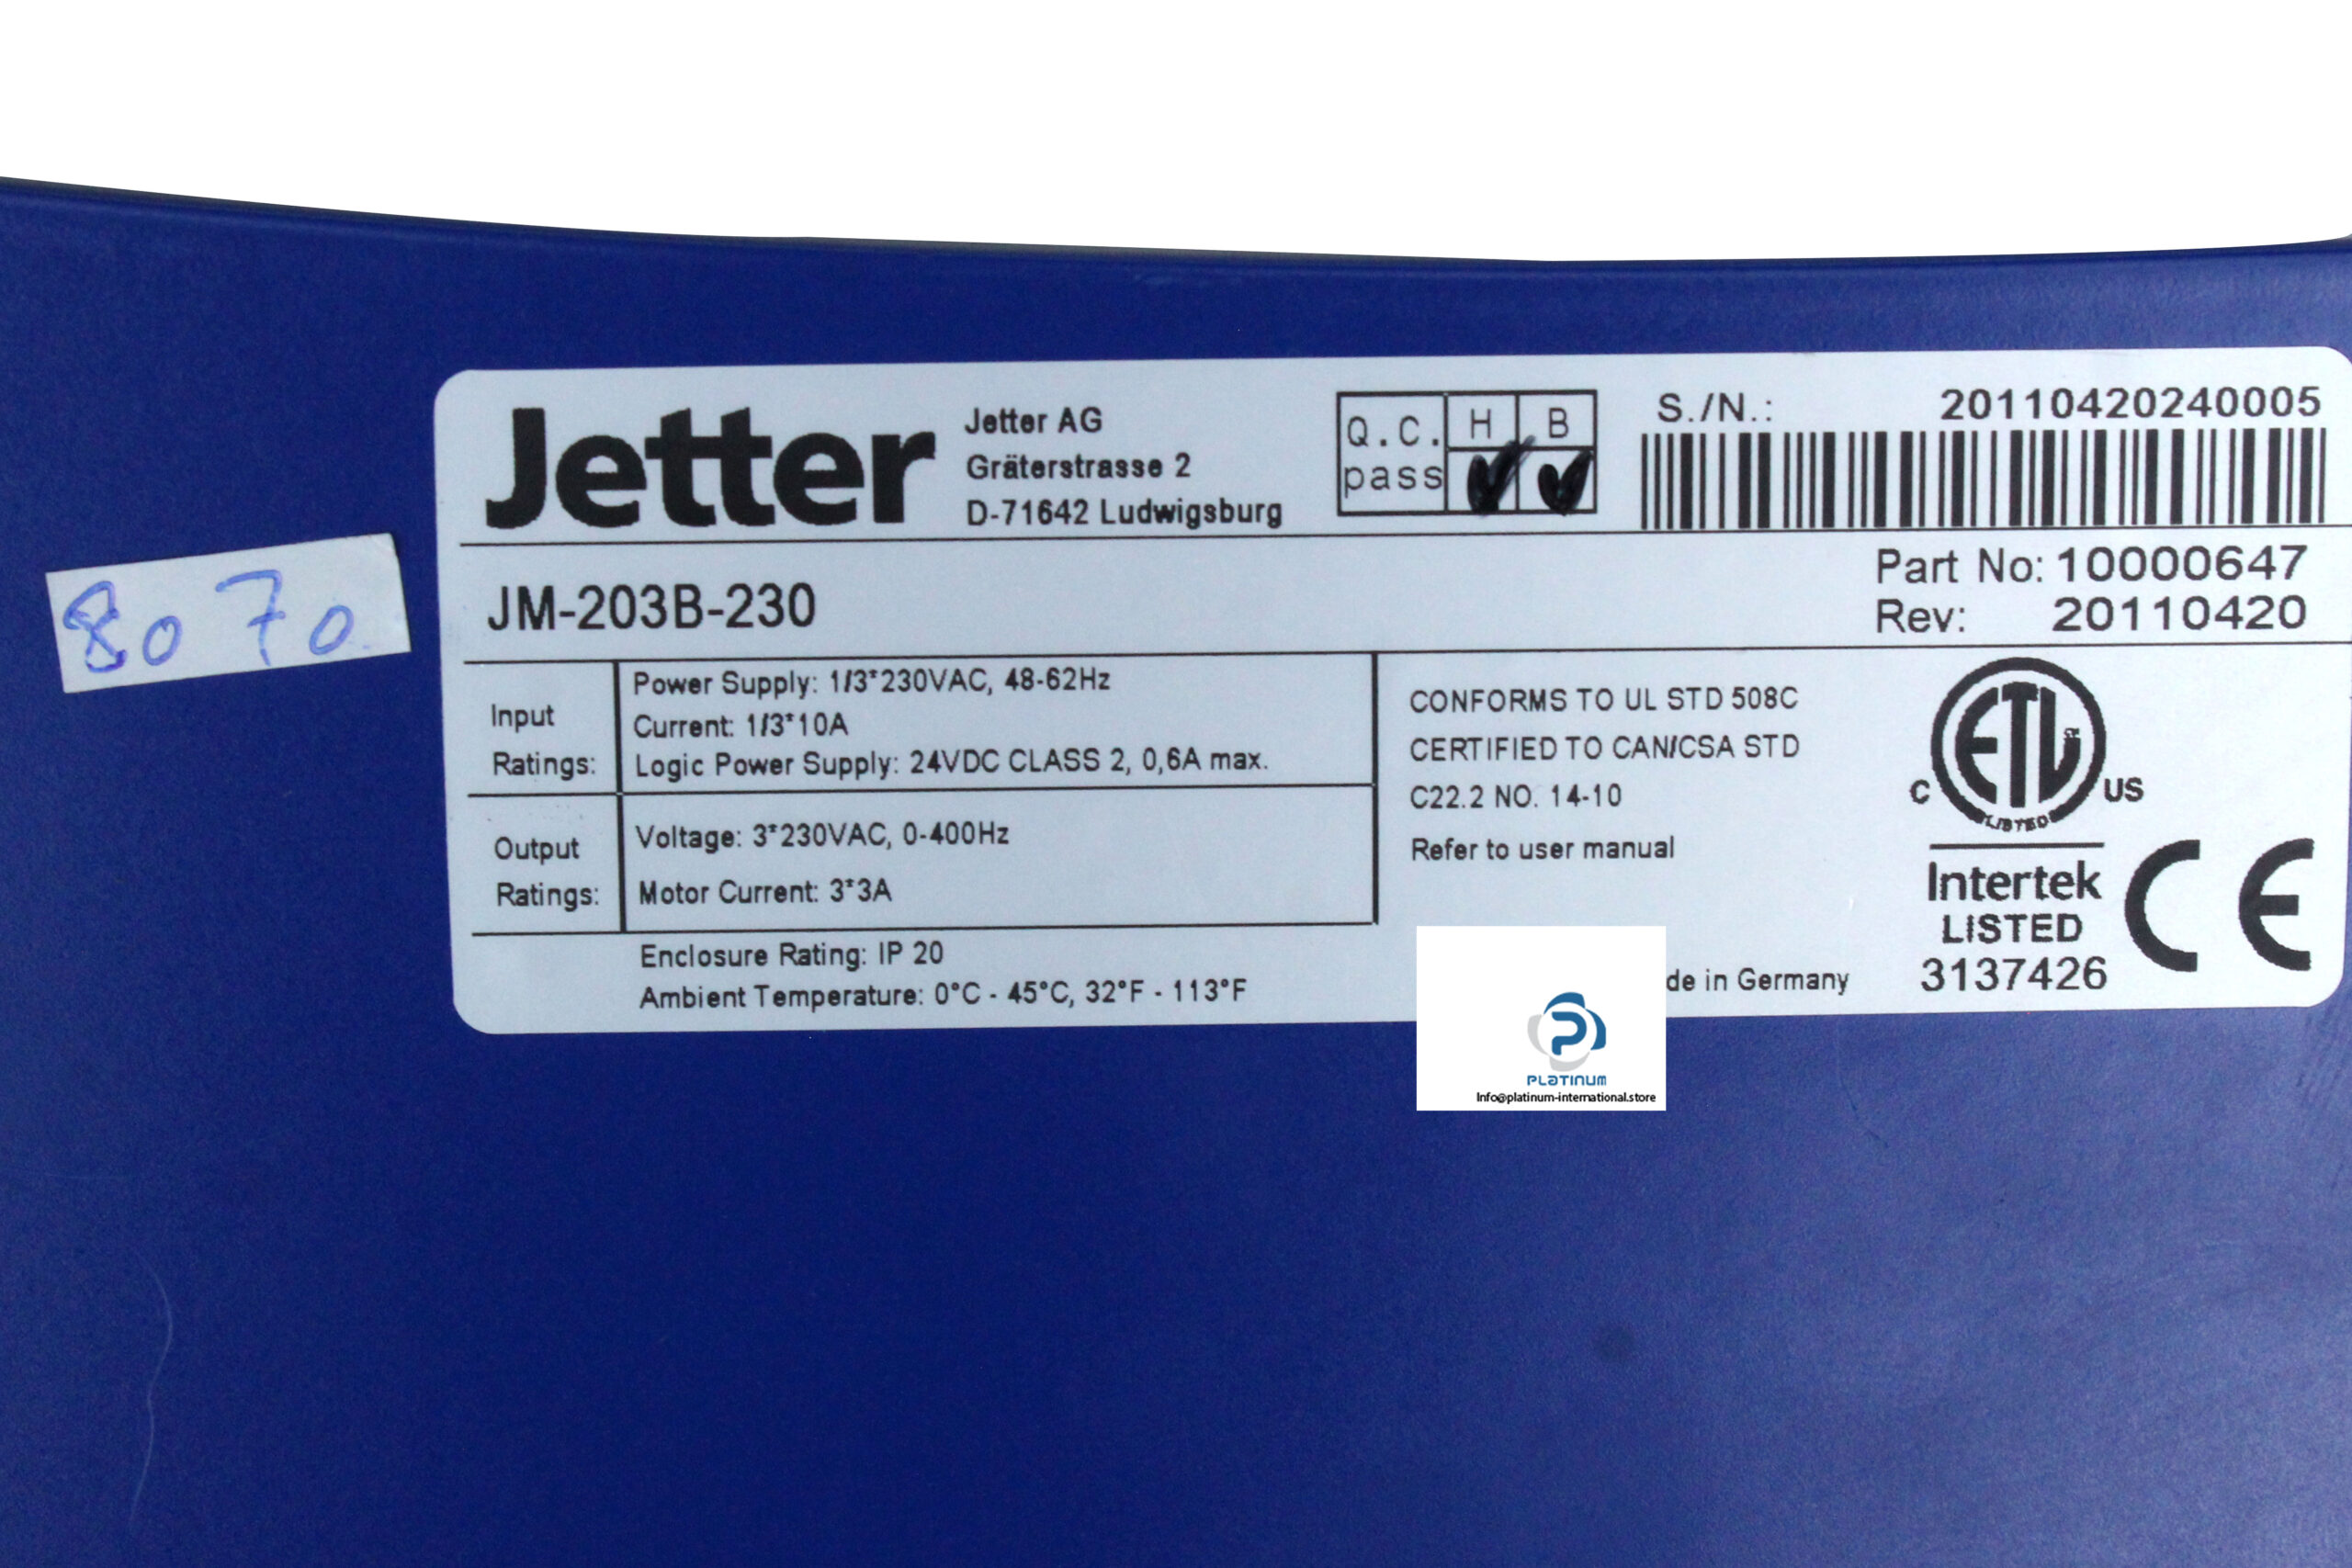 Jetter
Jetter AG
Gräterstrasse 2
D-71642 Ludwigsburg
Q.C. pass
H B
S./N.: 20110420240005
JM-203B-230
Part No: 10000647
Rev: 20110420
8070.
Input Ratings:
Power Supply: 1/3*230VAC, 48-62Hz
Current: 1/3*10A
Logic Power Supply: 24VDC CLASS 2, 0,6A max.
Output Ratings:
Voltage: 3*230VAC, 0-400Hz
Motor Current: 3*3A
Enclosure Rating: IP 20
Ambient Temperature: 0°C - 45°C, 32°F - 113°F
CONFORMS TO UL STD 508C
CERTIFIED TO CAN/CSA STD
C22.2 NO. 14-10
Refer to user manual
de in Germany
ETL
LISTED
C US
Intertek
LISTED
3137426
CE
PLATINUM
Info@platinum-international.store